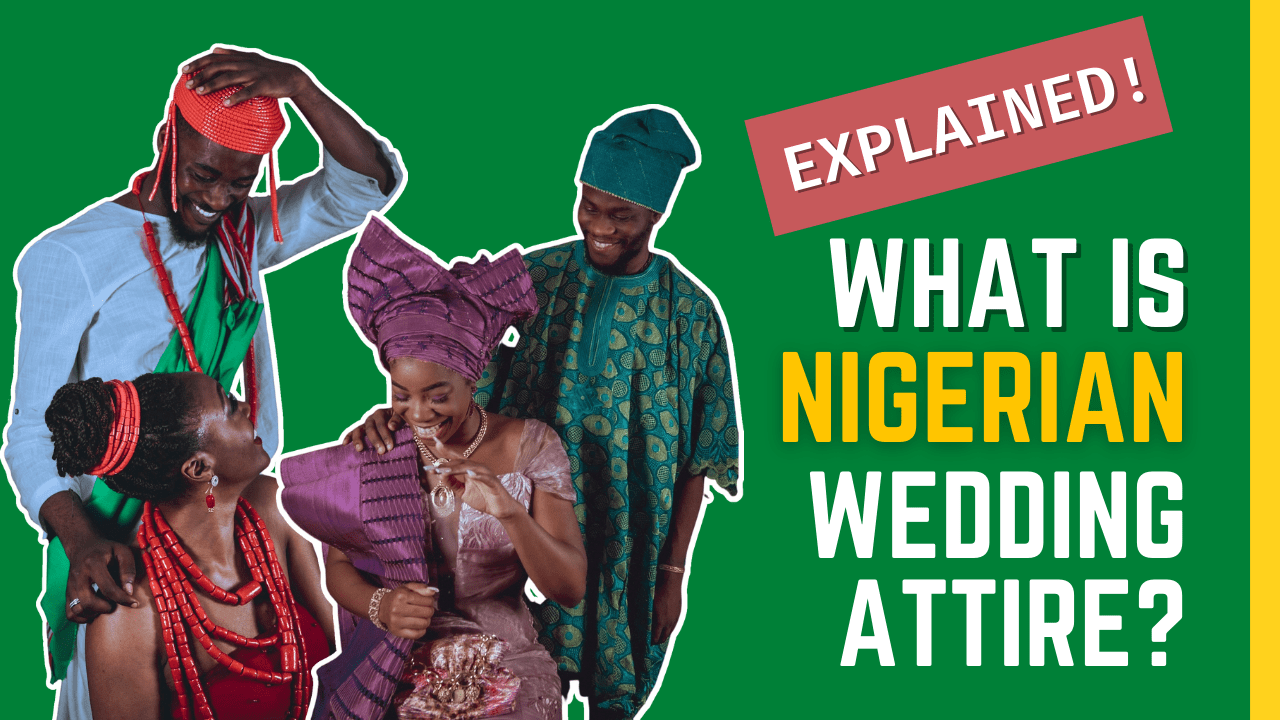 EXPLAINED!
WHAT IS
NIGERIAN
WEDDING
ATTIRE?